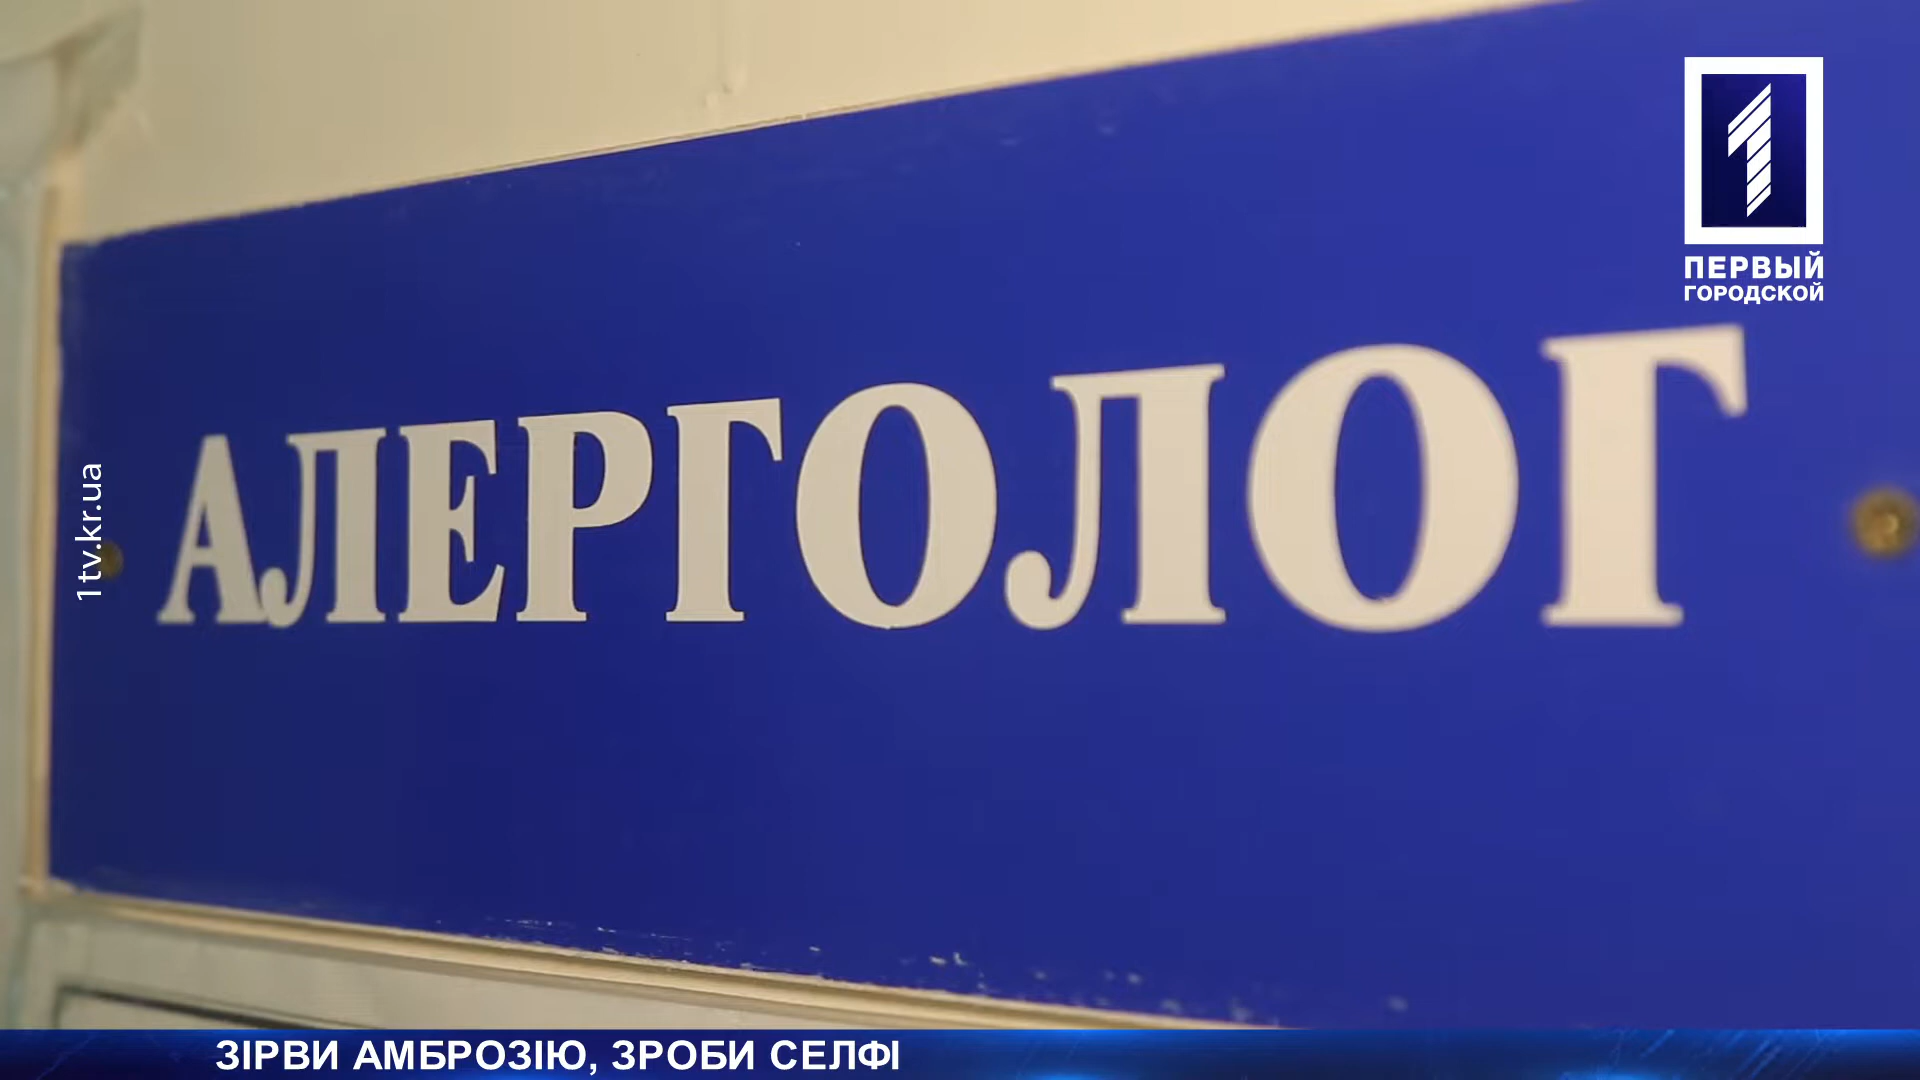 ПЕРВЫЙ
ГОРОДСКОЙ
АЛЕРГОЛОГ
1tv.kr.ua
ЗІРВИ АМБРОЗІЮ, ЗРОБИ СЕЛФІ